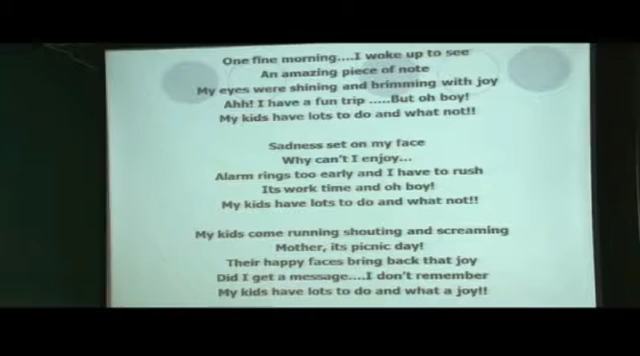 One fine morning....I woke up to see
An amazing piece of note
My eyes were shining and brimming with joy
Ahh! I have a fun trip .....But oh boy!
My kids have lots to do and what not!!
Sadness set on my face
Why can't I enjoy...
Alarm rings too early and I have to rush
Its work time and oh boy!
My kids have lots to do and what not!!
My kids come running shouting and screaming
Mother, its picnic day!
Their happy faces bring back that joy
Did I get a message....I don't remember
My kids have lots to do and what a joy!!